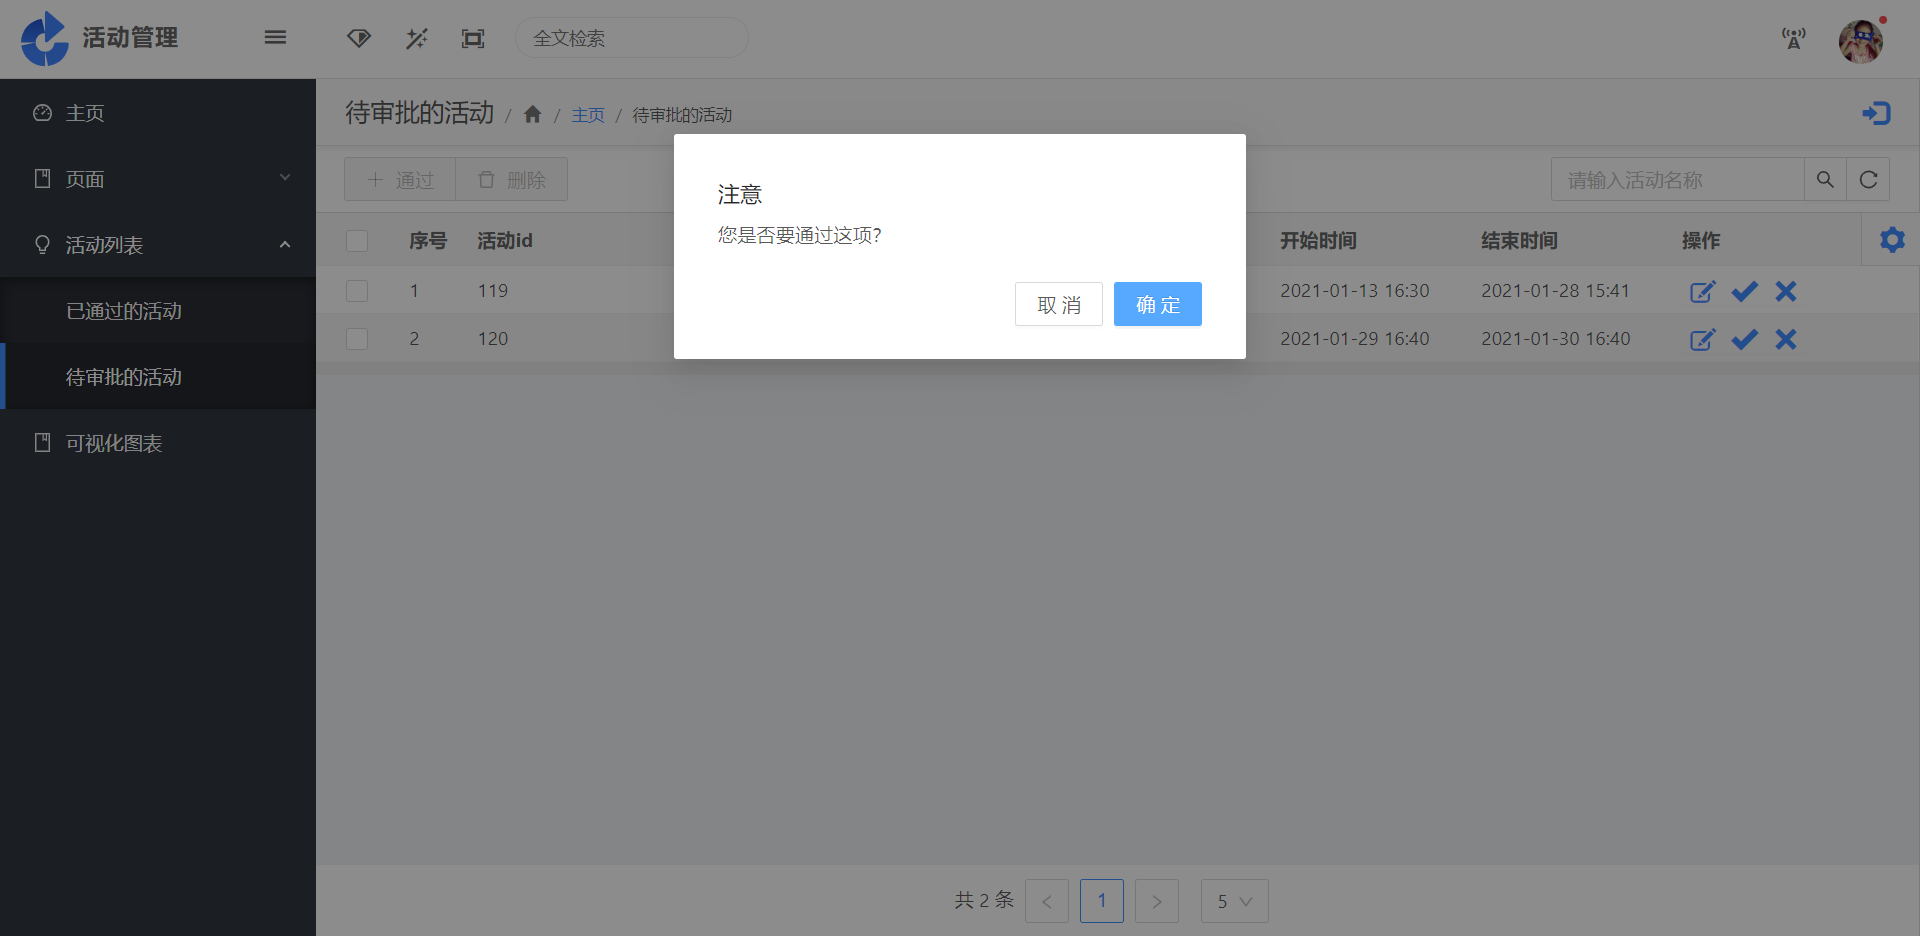 活动管理
全文检索
主页
页面
活动列表
已通过的活动
待审批的活动
可视化图表
待审批的活动 / / 主页 / 待审批的活动
通过 删除 请输入活动名称
序号 活动id 开始时间 结束时间 操作
1 119 2021-01-13 16:30 2021-01-28 15:41
2 120 2021-01-29 16:40 2021-01-30 16:40
注意
您是否要通过这项?
取 消 确 定
共 2 条 < 1 > 5